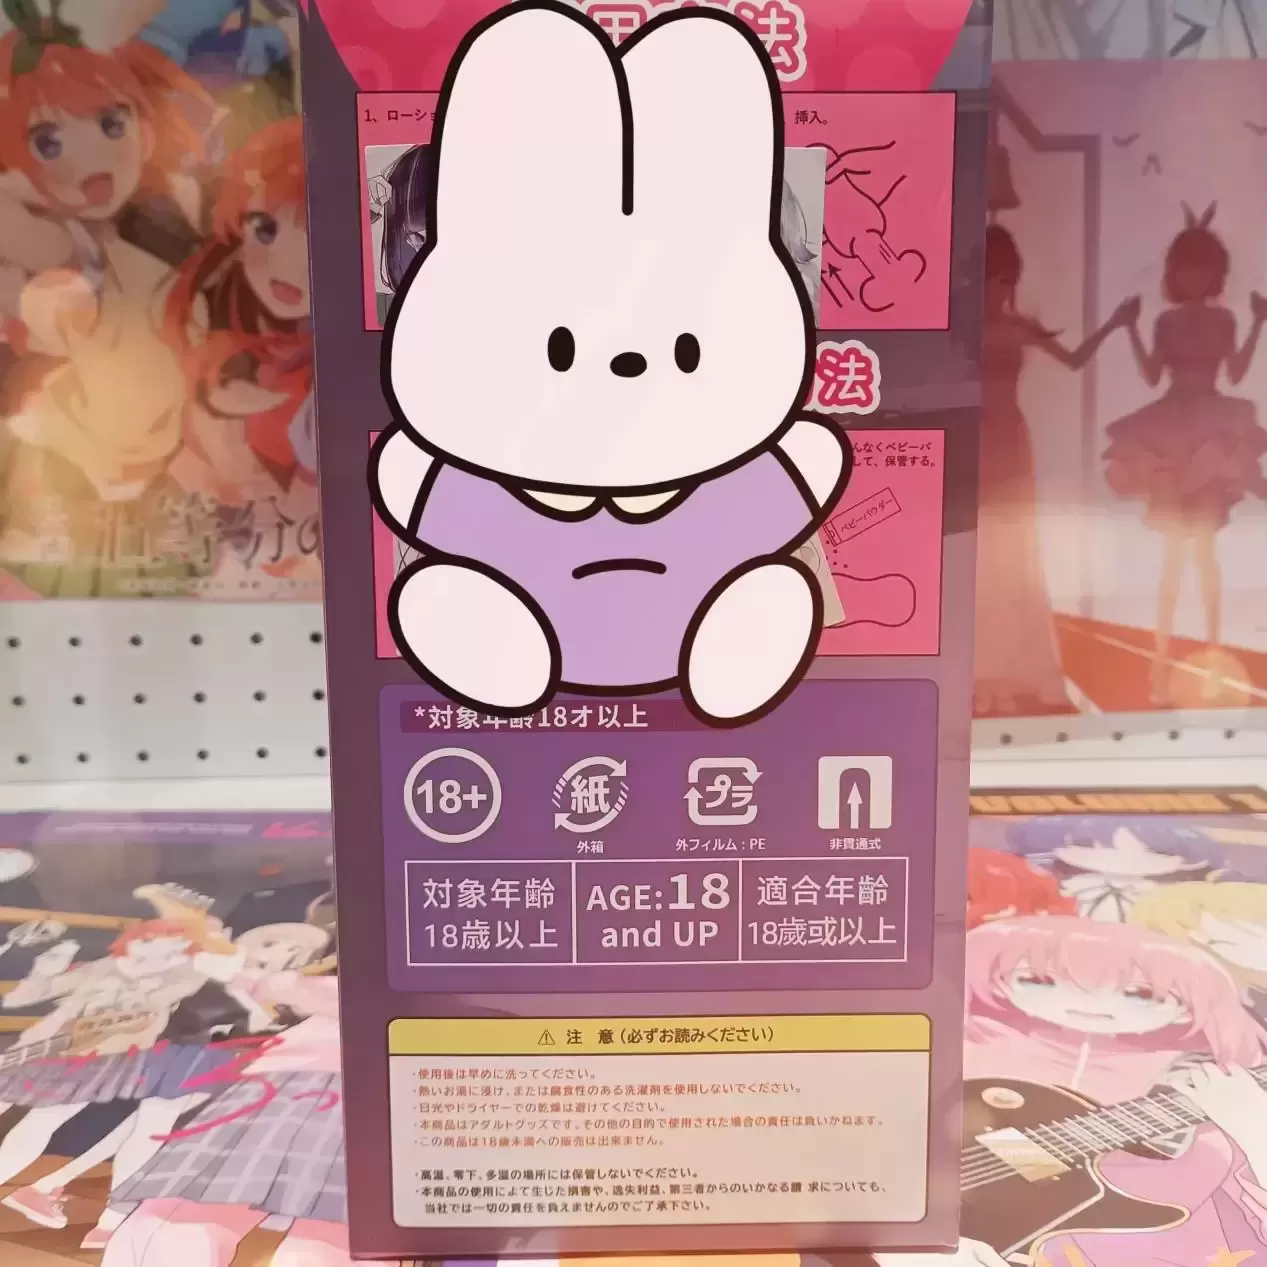 用方法
1、ローショ
挿入。
法
んなくベビーパ
して、保管する。
ベビーパウダー
*対象年齢18才以上
18+
紙
プラ
外箱
外フィルム：PE
非貫通式
対象年齢
18歳以上
AGE:18
and UP
適合年齡
18歲或以上
⚠ 注 意（必ずお読みください）
・使用後は早めに洗ってください。
・熱いお湯に浸け、または腐食性のある洗濯剤を使用しないでください。
・日光やドライヤーでの乾燥は避けてください。
・本商品はアダルトグッズです。その他の目的で使用された場合の責任は負いかねます。
・この商品は18歳未満への販売は出来ません。
・高温、零下、多湿の場所には保管しないでください。
・本商品の使用によって生じた損害や、逸失利益、第三者からのいかなる請 求についても、
当社では一切の責任を負えませんのでご了承下さい。
等分の